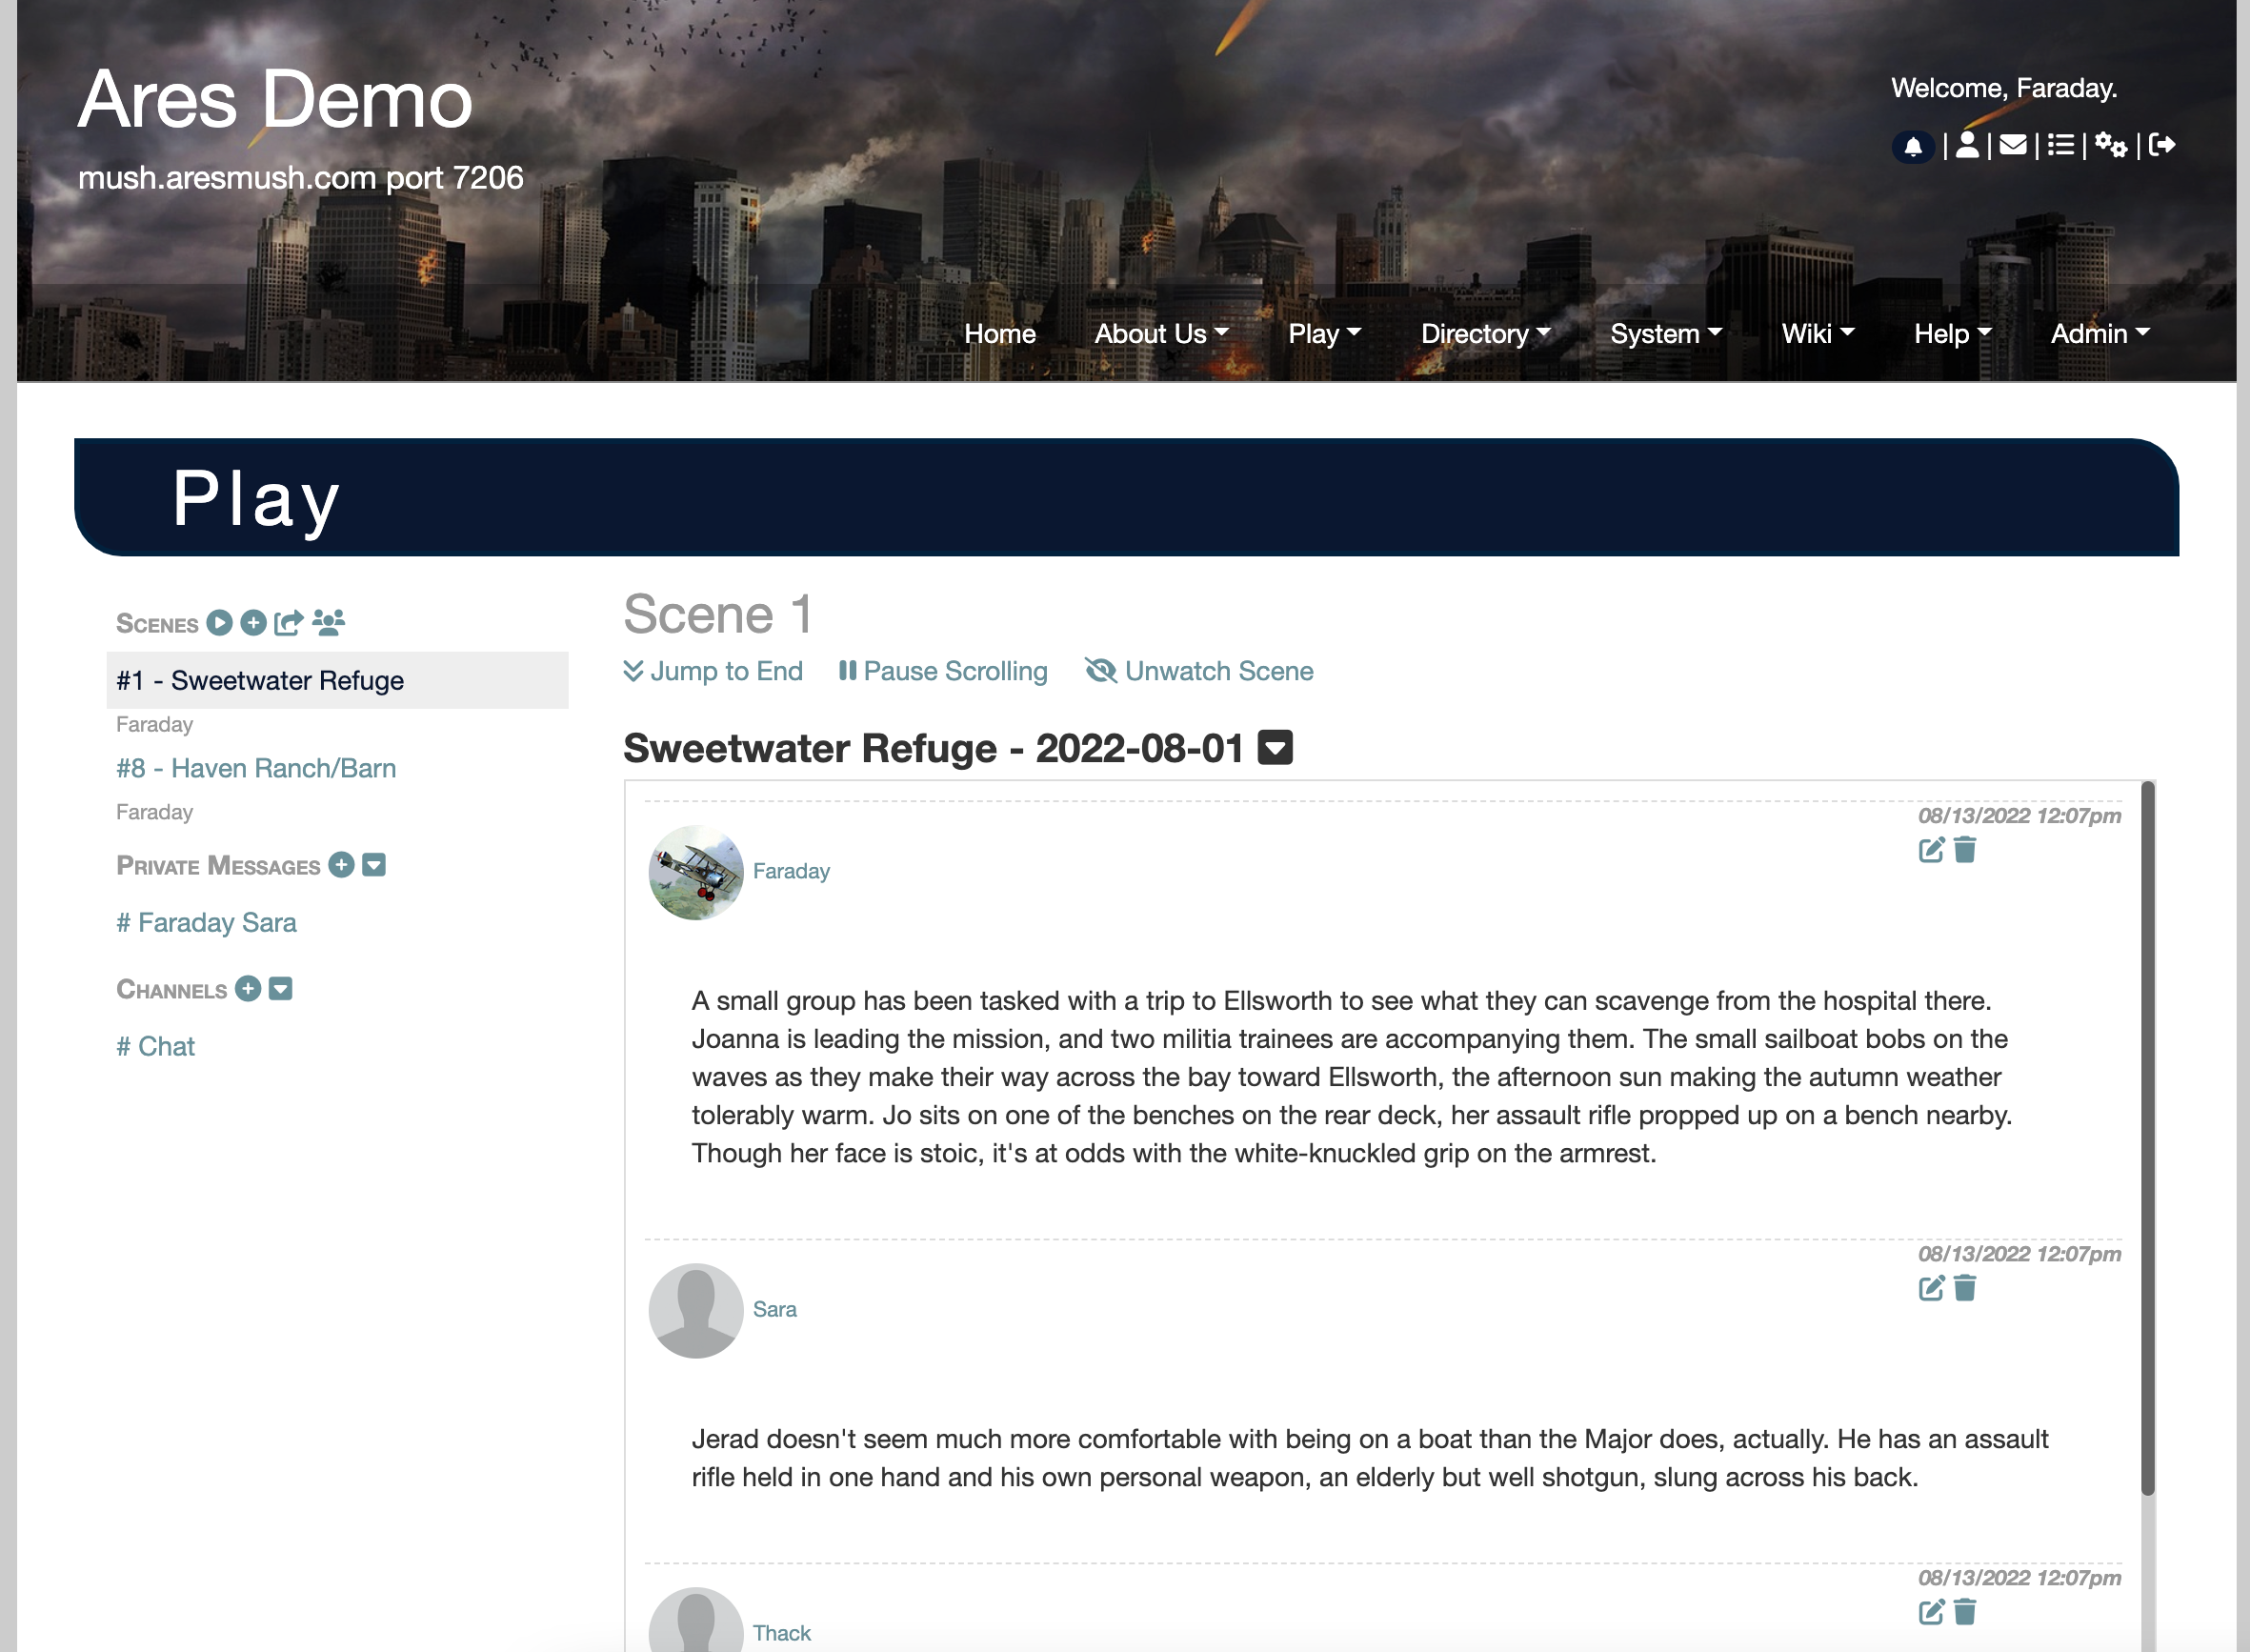 Ares Demo
mush.aresmush.com port 7206
Welcome, Faraday.
Home About Us Play Directory System Wiki Help Admin
Play
Scenes
#1 - Sweetwater Refuge
Faraday
#8 - Haven Ranch/Barn
Faraday
Private Messages
# Faraday Sara
Channels
# Chat
Scene 1
Jump to End Pause Scrolling Unwatch Scene
Sweetwater Refuge - 2022-08-01
08/13/2022 12:07pm
Faraday
A small group has been tasked with a trip to Ellsworth to see what they can scavenge from the hospital there.
Joanna is leading the mission, and two militia trainees are accompanying them. The small sailboat bobs on the
waves as they make their way across the bay toward Ellsworth, the afternoon sun making the autumn weather
tolerably warm. Jo sits on one of the benches on the rear deck, her assault rifle propped up on a bench nearby.
Though her face is stoic, it's at odds with the white-knuckled grip on the armrest.
08/13/2022 12:07pm
Sara
Jerad doesn't seem much more comfortable with being on a boat than the Major does, actually. He has an assault
rifle held in one hand and his own personal weapon, an elderly but well shotgun, slung across his back.
08/13/2022 12:07pm
Thack